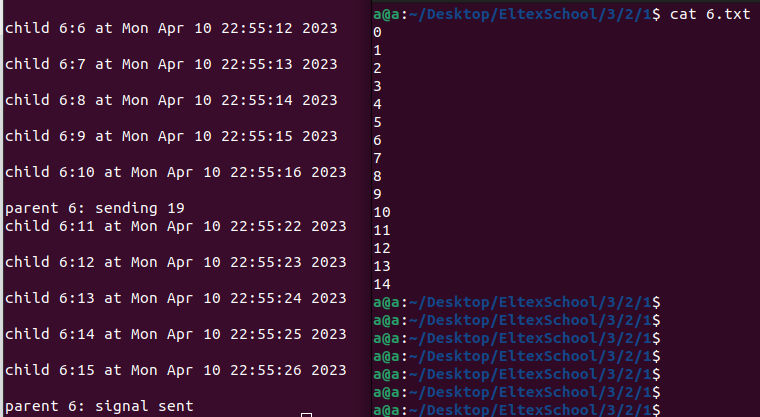 child 6:6 at Mon Apr 10 22:55:12 2023
child 6:7 at Mon Apr 10 22:55:13 2023
child 6:8 at Mon Apr 10 22:55:14 2023
child 6:9 at Mon Apr 10 22:55:15 2023
child 6:10 at Mon Apr 10 22:55:16 2023
parent 6: sending 19
child 6:11 at Mon Apr 10 22:55:22 2023
child 6:12 at Mon Apr 10 22:55:23 2023
child 6:13 at Mon Apr 10 22:55:24 2023
child 6:14 at Mon Apr 10 22:55:25 2023
child 6:15 at Mon Apr 10 22:55:26 2023
parent 6: signal sent
a@a:~/Desktop/EltexSchool/3/2/1$ cat 6.txt
0
1
2
3
4
5
6
7
8
9
10
11
12
13
14
a@a:~/Desktop/EltexSchool/3/2/1$
a@a:~/Desktop/EltexSchool/3/2/1$
a@a:~/Desktop/EltexSchool/3/2/1$
a@a:~/Desktop/EltexSchool/3/2/1$
a@a:~/Desktop/EltexSchool/3/2/1$
a@a:~/Desktop/EltexSchool/3/2/1$
a@a:~/Desktop/EltexSchool/3/2/1$